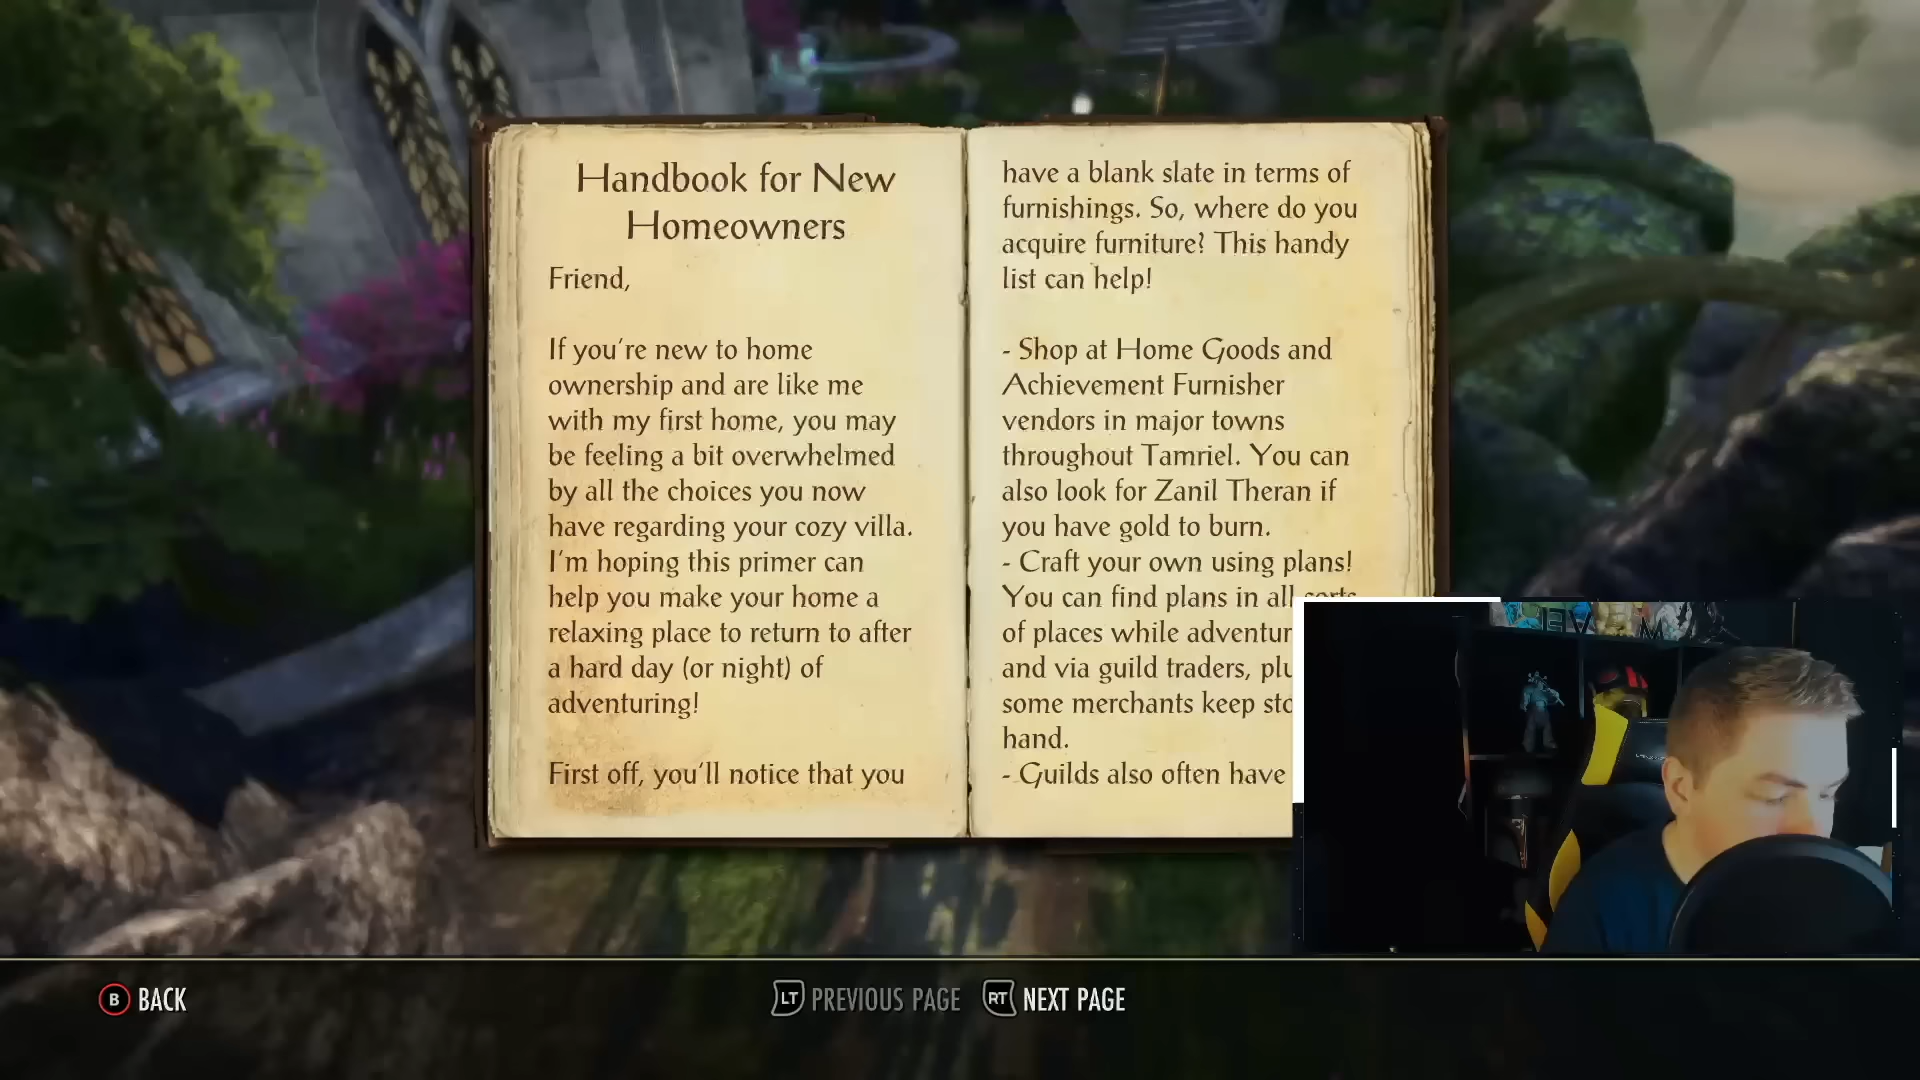 Handbook for New
Homeowners
Friend,
If you're new to home
ownership and are like me
with my first home, you may
be feeling a bit overwhelmed
by all the choices you now
have regarding your cozy villa.
I'm hoping this primer can
help you make your home a
relaxing place to return to after
a hard day (or night) of
adventuring!
First off, you'll notice that you
have a blank slate in terms of
furnishings. So, where do you
acquire furniture? This handy
list can help!
- Shop at Home Goods and
Achievement Furnisher
vendors in major towns
throughout Tamriel. You can
also look for Zanil Theran if
you have gold to burn.
- Craft your own using plans!
You can find plans in all sorts
of places while
and via guild traders,
some merchants keep
hand.
- Guilds also often have
B BACK
LT PREVIOUS PAGE RT NEXT PAGE